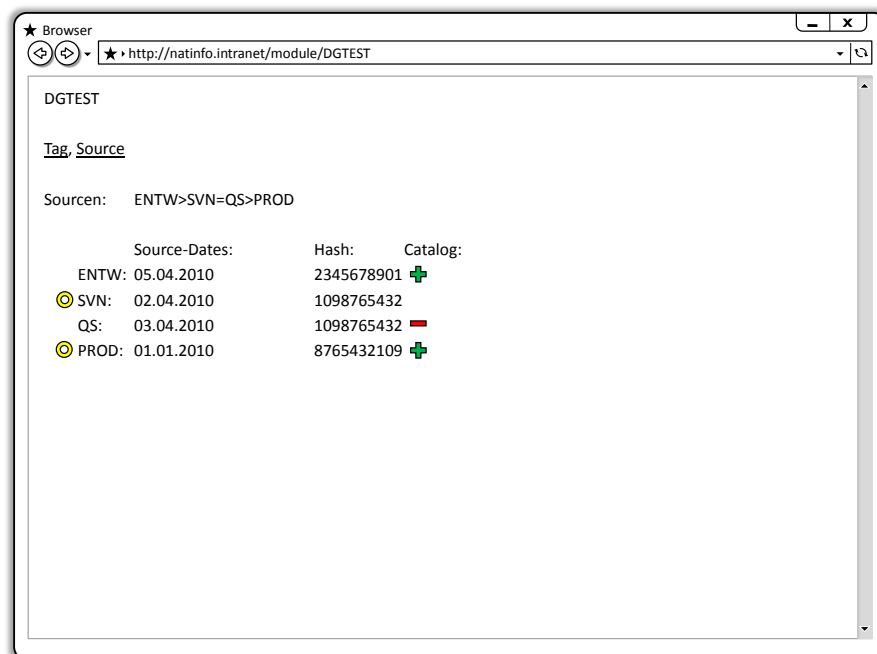 Browser
http://natinfo.intranet/module/DGTEST
DGTEST
Tag, Source
Sourcen: ENTW>SVN=QS>PROD
Source-Dates: Hash: Catalog:
ENTW: 05.04.2010 2345678901
SVN: 02.04.2010 1098765432
QS: 03.04.2010 1098765432
PROD: 01.01.2010 8765432109